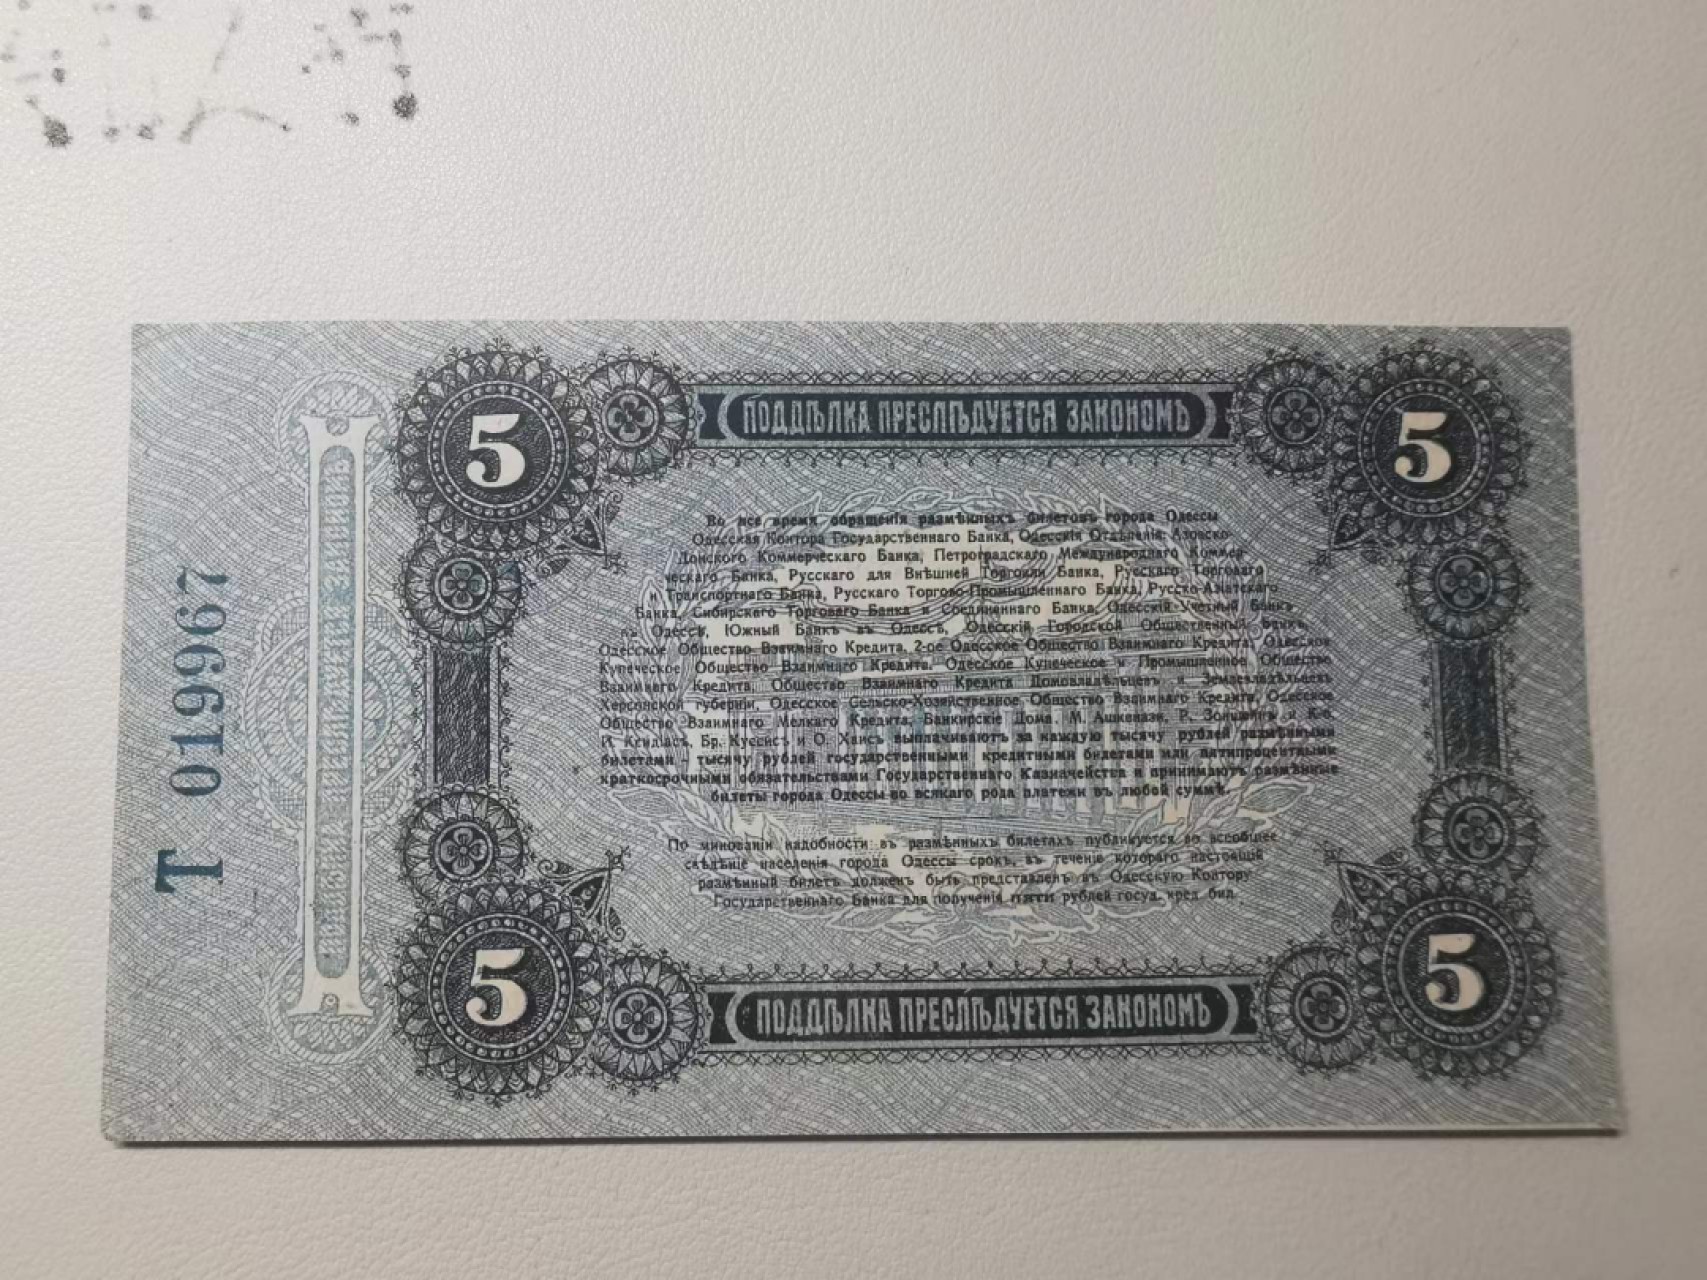 5
ПОДДѢЛКА ПРЕСЛѢДУЕТСЯ ЗАКОНОМЪ
5
Во все время обращенія размѣнныхъ билетовъ города Одессы
Одесская Контора Государственнаго Банка, Одесскія Отдѣленія: Азовско-
Донского Коммерческаго Банка, Петроградскаго Международнаго Коммер-
ческаго Банка, Русскаго для Внѣшней Торговли Банка, Русскаго Торговаго
и Транспортнаго Банка, Русскаго Торгово-Промышленнаго Банка, Русско-Азіатскаго
Банка, Сибирскаго Торговаго Банка и Соединеннаго Банка, Одесскій Учетный Банкъ
въ Одессѣ, Южный Банкъ въ Одессѣ, Одесскій Городской Общественный Банкъ,
Одесское Общество Взаимнаго Кредита, 2-ое Одесское Общество Взаимнаго Кредита, Одесское
Купеческое Общество Взаимнаго Кредита, Одесское Купеческое и Промышленное Общество
Взаимнаго Кредита, Общество Взаимнаго Кредита Домовладѣльцевъ и Землевладѣльцевъ
Херсонской губерніи, Одесское Сельско-Хозяйственное Общество Взаимнаго Кредита, Одесское
Общество Взаимнаго Мелкаго Кредита, Банкирскіе Дома: М. Ашкенази, Р. и К-о,
И. Ксидіасъ, Бр. и О. Хаисъ выплачиваютъ за каждую тысячу рублей размѣнными
билетами - тысячу рублей государственными кредитными билетами или пятипроцентными
краткосрочными обязательствами Государственнаго Казначейства и принимаютъ размѣнные
билеты города Одессы во всякаго рода платежи въ любой суммѣ.
По минованіи надобности въ размѣнныхъ билетахъ публикуется во всеобщее
свѣдѣніе населенія города Одессы срокъ, въ теченіе котораго настоящій
размѣнный билетъ долженъ быть представленъ въ Одесскую Контору
Государственнаго Банка для полученія пяти рублей госуд. кред. бил.
5
ПОДДѢЛКА ПРЕСЛѢДУЕТСЯ ЗАКОНОМЪ
5
Т 019967